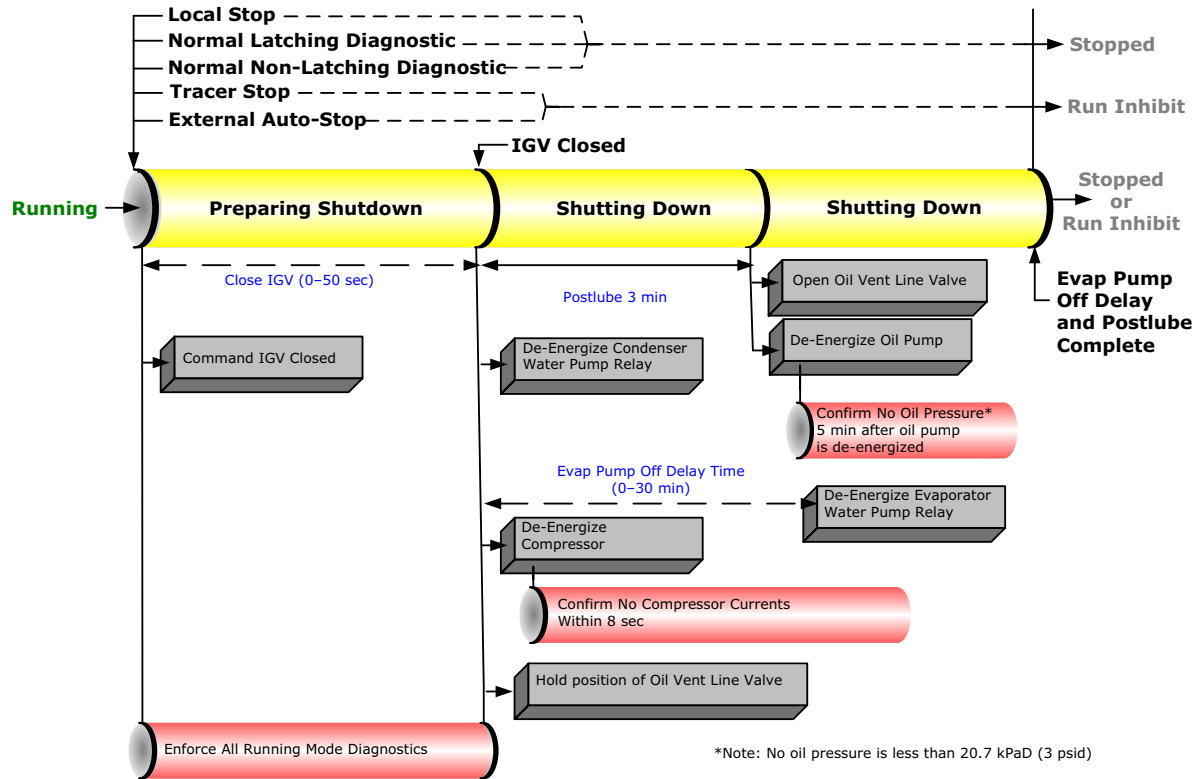 Local Stop
Normal Latching Diagnostic
Normal Non-Latching Diagnostic
Tracer Stop
External Auto-Stop
Stopped
Run Inhibit
IGV Closed
Running
Preparing Shutdown
Shutting Down
Shutting Down
Stopped
or
Run Inhibit
Close IGV (0–50 sec)
Postlube 3 min
Open Oil Vent Line Valve
Evap Pump
Off Delay
and Postlube
Complete
Command IGV Closed
De-Energize Condenser
Water Pump Relay
De-Energize Oil Pump
Confirm No Oil Pressure*
5 min after oil pump
is de-energized
Evap Pump Off Delay Time
(0–30 min)
De-Energize Evaporator
Water Pump Relay
De-Energize
Compressor
Confirm No Compressor Currents
Within 8 sec
Hold position of Oil Vent Line Valve
Enforce All Running Mode Diagnostics
*Note: No oil pressure is less than 20.7 kPaD (3 psid)